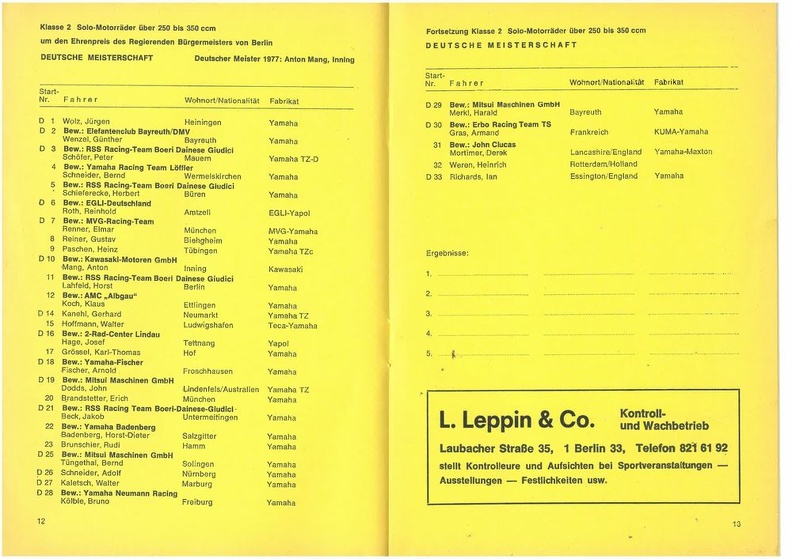 Klasse 2 Solo-Motorräder über 250 bis 350 ccm
um den Ehrenpreis des Regierenden Bürgermeisters von Berlin
DEUTSCHE MEISTERSCHAFT Deutscher Meister 1977: Anton Mang, Inning
Start-
Nr. Fahrer Wohnort/Nationalität Fabrikat
D 1 Wolz, Jürgen Heiningen Yamaha
D 2 Bew.: Elefantenclub Bayreuth/DMV
Wenzel, Günther Bayreuth Yamaha
D 3 Bew.: RSS Racing-Team Boeri Dainese Giudici
Schöfer, Peter Mauern Yamaha TZ-D
4 Bew.: Yamaha Racing Team Löffler
Schneider, Bernd Wermelskirchen Yamaha
5 Bew.: RSS Racing-Team Boeri Dainese Giudici
Schieferecke, Herbert Büren Yamaha
D 6 Bew.: EGLI-Deutschland
Roth, Reinhold Amtzell EGLI-Yapol
D 7 Bew.: MVG-Racing-Team
Renner, Elmar München MVG-Yamaha
8 Reiner, Gustav Biehgheim Yamaha
9 Paschen, Heinz Tübingen Yamaha TZc
D 10 Bew.: Kawasaki-Motoren GmbH
Mang, Anton Inning Kawasaki
11 Bew.: RSS Racing-Team Boeri Dainese Giudici
Lahfeld, Horst Berlin Yamaha
12 Bew.: AMC „Albgau"
Koch, Klaus Ettlingen Yamaha
D 14 Kanehl, Gerhard Neumarkt Yamaha TZ
15 Hoffmann, Walter Ludwigshafen Teca-Yamaha
D 16 Bew.: 2-Rad-Center Lindau
Hage, Josef Tettnang Yapol
17 Grössel, Karl-Thomas Hof Yamaha
D 18 Bew.: Yamaha-Fischer
Fischer, Arnold Froschhausen Yamaha
D 19 Bew.: Mitsui Maschinen GmbH
Dodds, John Lindenfels/Australien Yamaha TZ
20 Brandstetter, Erich München Yamaha
D 21 Bew.: RSS Racing Team Boeri-Dainese-Giudici
Beck, Jakob Untermeitingen Yamaha
22 Bew.: Yamaha Badenberg
Badenberg, Horst-Dieter Salzgitter Yamaha
23 Brunschier, Rudi Hamm Yamaha
D 25 Bew.: Mitsui Maschinen GmbH
Tüngethal, Bernd Solingen Yamaha
D 26 Schneider, Adolf Nürnberg Yamaha
D 27 Kaletsch, Walter Marburg Yamaha
D 28 Bew.: Yamaha Neumann Racing
Kölble, Bruno Freiburg Yamaha
12
Fortsetzung Klasse 2 Solo-Motorräder über 250 bis 350 ccm
DEUTSCHE MEISTERSCHAFT
Start-
Nr. Fahrer Wohnort/Nationalität Fabrikat
D 29 Bew.: Mitsui Maschinen GmbH
Merkl, Harald Bayreuth Yamaha
D 30 Bew.: Erbo Racing Team TS
Gras, Armand Frankreich KUMA-Yamaha
31 Bew.: John Clucas
Mortimer, Derek Lancashire/England Yamaha-Maxton
32 Weren, Heinrich Rotterdam/Holland
D 33 Richards, Ian Essington/England Yamaha
Ergebnisse:
1.
2.
3.
4.
5.
L. Leppin & Co. Kontroll-
und Wachbetrieb
Laubacher Straße 35, 1 Berlin 33, Telefon 821 61 92
stellt Kontrolleure und Aufsichten bei Sportveranstaltungen —
Ausstellungen — Festlichkeiten usw.
13